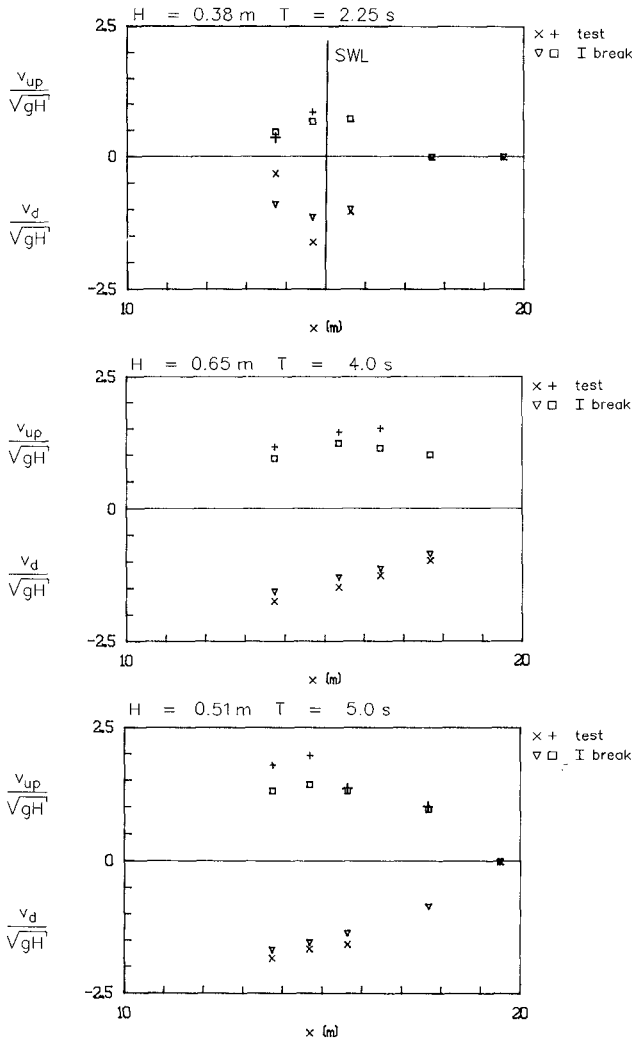 H = 0.38 m T = 2.25 s
2.5
SWL
× + test
▽ □ I break
v_up
√gH
0
v_d
√gH
-2.5
10
20
x (m)
H = 0.65 m T = 4.0 s
2.5
× + test
▽ □ I break
v_up
√gH
0
v_d
√gH
-2.5
10
20
x (m)
H = 0.51 m T = 5.0 s
2.5
× + test
▽ □ I break
v_up
√gH
0
v_d
√gH
-2.5
10
20
x (m)